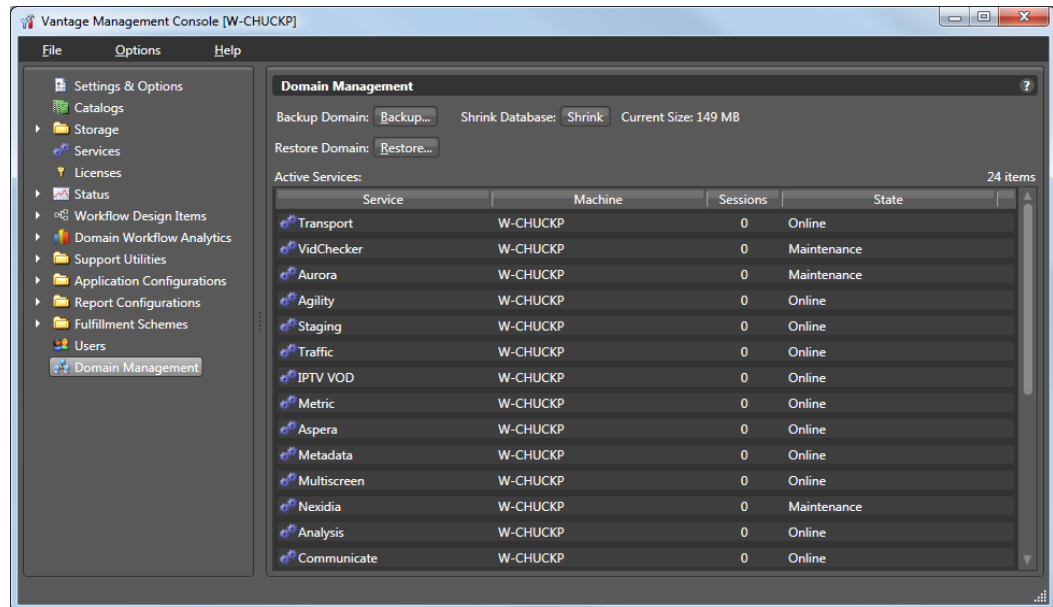 Vantage Management Console [W-CHUCKP]
File Options Help
Settings & Options
Catalogs
Storage
Services
Licenses
Status
Workflow Design Items
Domain Workflow Analytics
Support Utilities
Application Configurations
Report Configurations
Fulfillment Schemes
Users
Domain Management
Domain Management ?
Backup Domain: Backup... Shrink Database: Shrink Current Size: 149 MB
Restore Domain: Restore...
Active Services: 24 items
Service Machine Sessions State
Transport W-CHUCKP 0 Online
VidChecker W-CHUCKP 0 Maintenance
Aurora W-CHUCKP 0 Maintenance
Agility W-CHUCKP 0 Online
Staging W-CHUCKP 0 Online
Traffic W-CHUCKP 0 Online
IPTV VOD W-CHUCKP 0 Online
Metric W-CHUCKP 0 Online
Aspera W-CHUCKP 0 Online
Metadata W-CHUCKP 0 Online
Multiscreen W-CHUCKP 0 Online
Nexidia W-CHUCKP 0 Maintenance
Analysis W-CHUCKP 0 Online
Communicate W-CHUCKP 0 Online